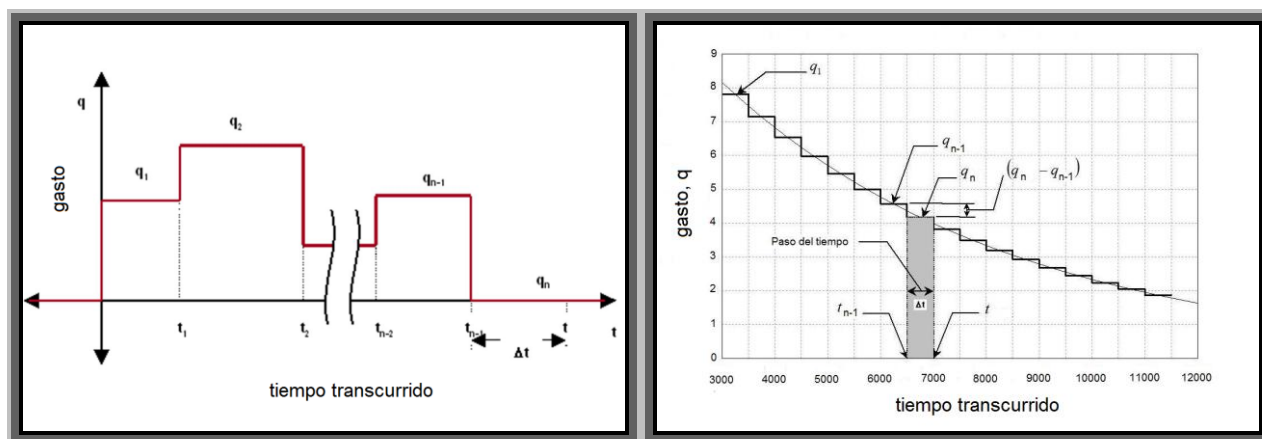 q
q1
q2
qn-1
qn
gasto
t1
t2
tn-2
tn-1
t
t
Δt
tiempo transcurrido
9
8
7
6
5
4
3
2
1
0
gasto, q
q1
qn-1
qn
(qn - qn-1)
Paso del tiempo
Δt
tn-1
t
3000 4000 5000 6000 7000 8000 9000 10000 11000 12000
tiempo transcurrido